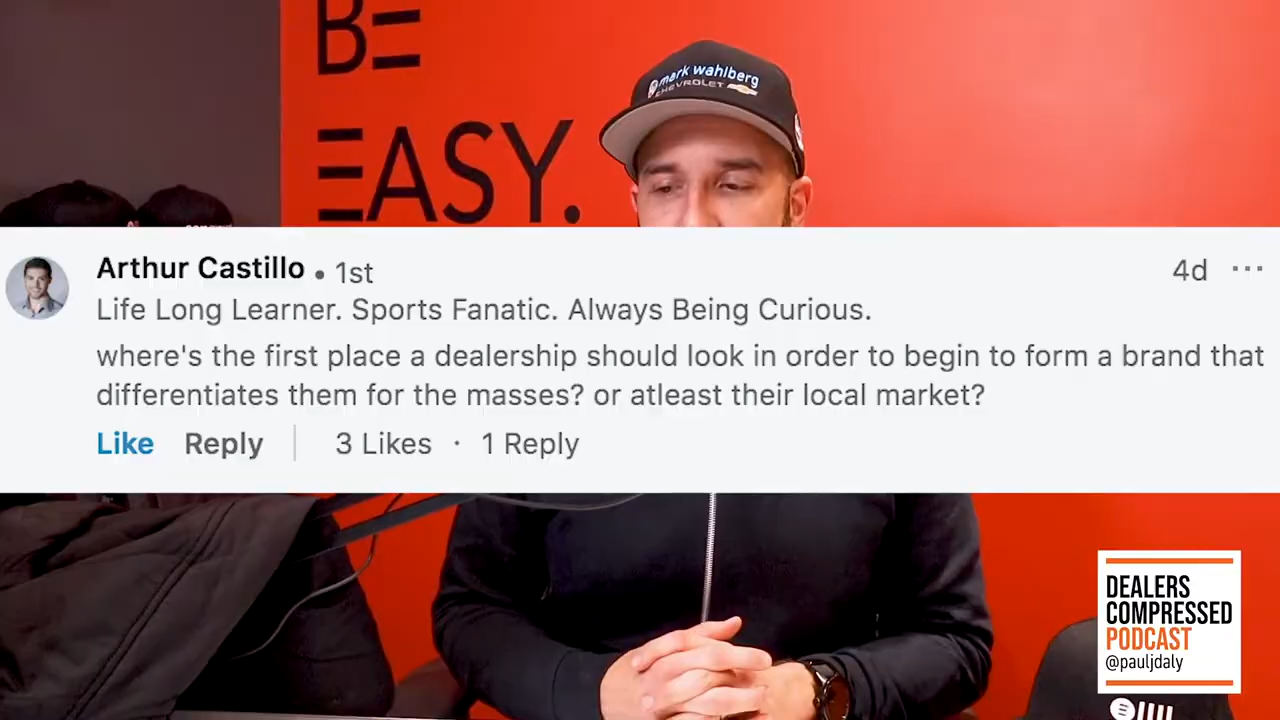 BE
EASY.
mark wahlberg
CHEVROLET
Arthur Castillo • 1st
4d ...
Life Long Learner. Sports Fanatic. Always Being Curious.
where's the first place a dealership should look in order to begin to form a brand that
differentiates them for the masses? or atleast their local market?
Like Reply 3 Likes · 1 Reply
DEALERS
COMPRESSED
PODCAST
@pauljdaly